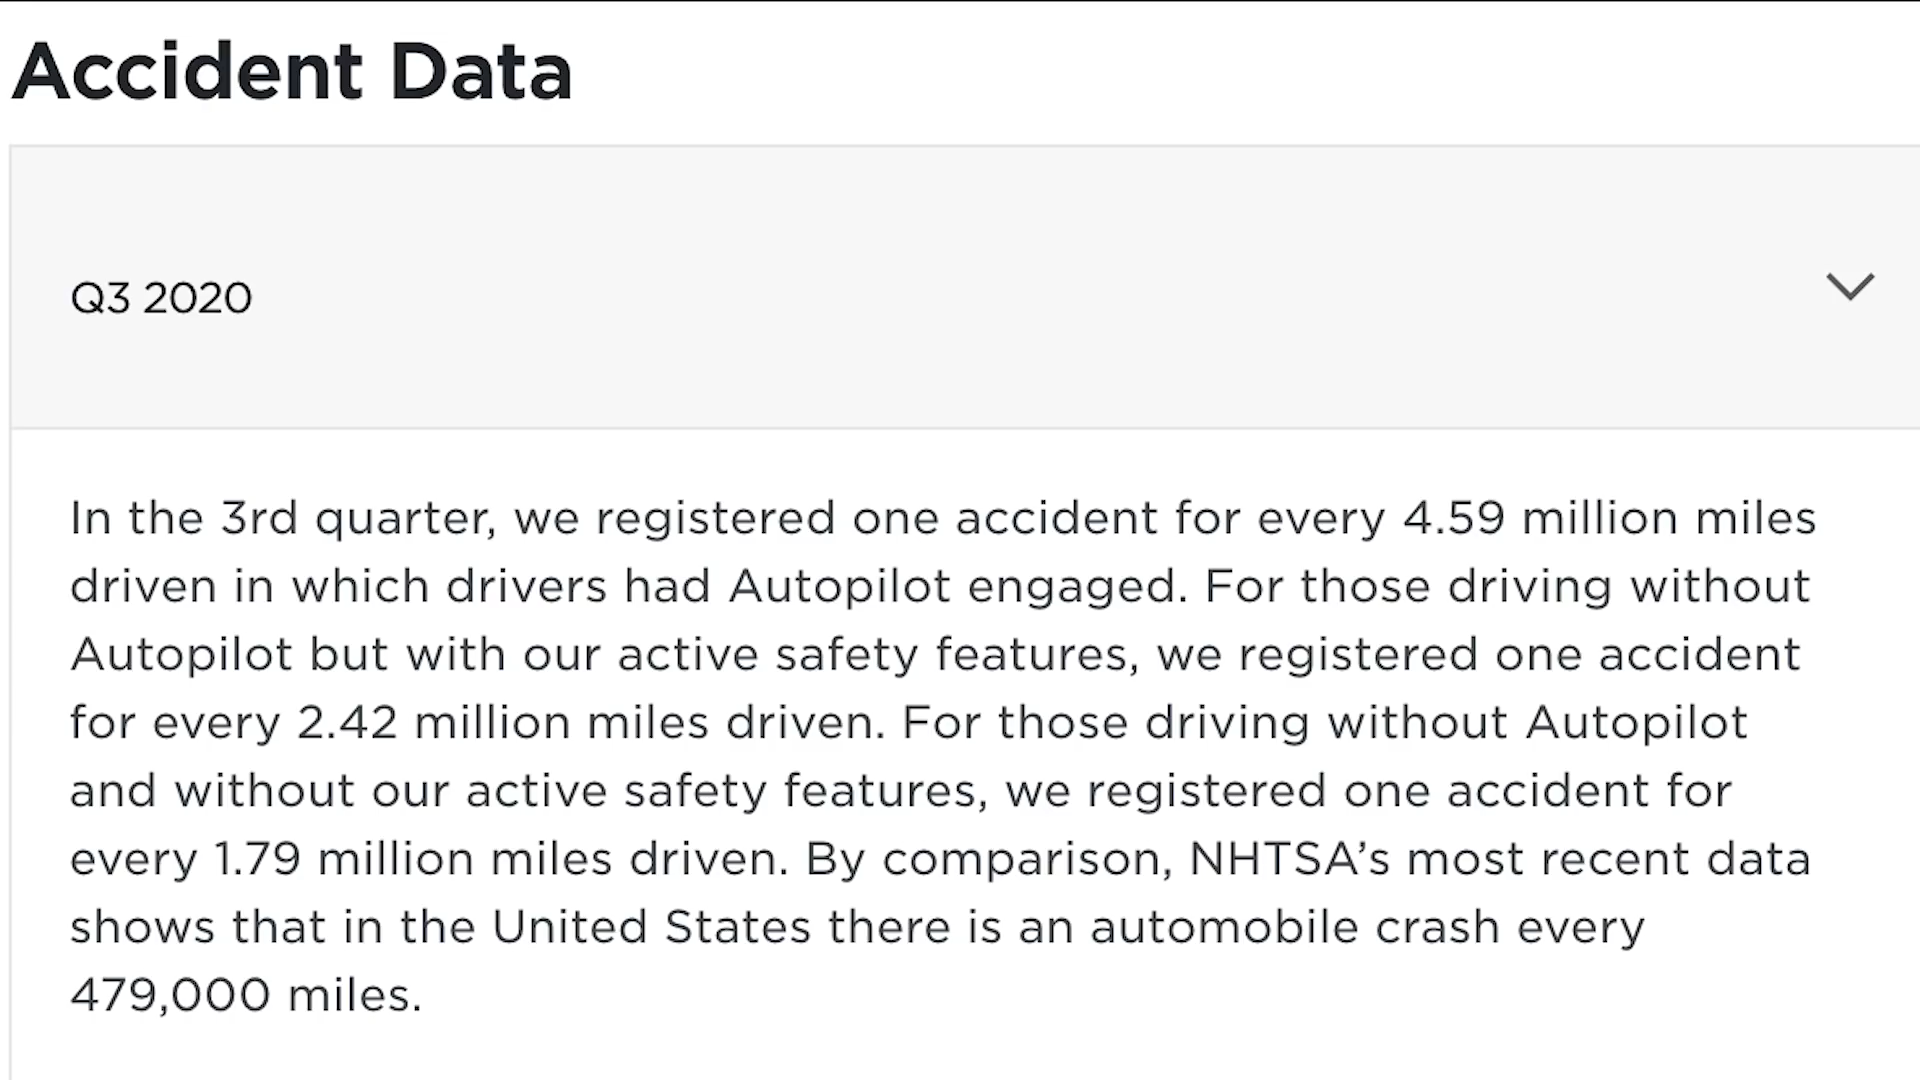 Accident Data
Q3 2020
In the 3rd quarter, we registered one accident for every 4.59 million miles
driven in which drivers had Autopilot engaged. For those driving without
Autopilot but with our active safety features, we registered one accident
for every 2.42 million miles driven. For those driving without Autopilot
and without our active safety features, we registered one accident for
every 1.79 million miles driven. By comparison, NHTSA’s most recent data
shows that in the United States there is an automobile crash every
479,000 miles.